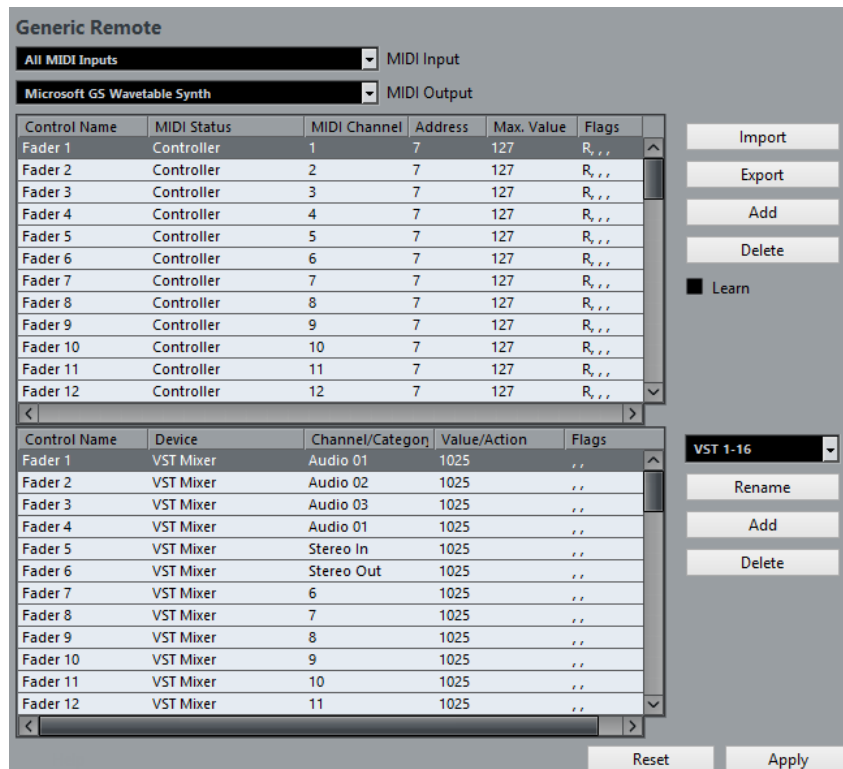 Generic Remote
All MIDI Inputs MIDI Input
Microsoft GS Wavetable Synth MIDI Output
Control Name MIDI Status MIDI Channel Address Max. Value Flags
Fader 1 Controller 1 7 127 R, , ,
Fader 2 Controller 2 7 127 R, , ,
Fader 3 Controller 3 7 127 R, , ,
Fader 4 Controller 4 7 127 R, , ,
Fader 5 Controller 5 7 127 R, , ,
Fader 6 Controller 6 7 127 R, , ,
Fader 7 Controller 7 7 127 R, , ,
Fader 8 Controller 8 7 127 R, , ,
Fader 9 Controller 9 7 127 R, , ,
Fader 10 Controller 10 7 127 R, , ,
Fader 11 Controller 11 7 127 R, , ,
Fader 12 Controller 12 7 127 R, , ,
Import
Export
Add
Delete
Learn
Control Name Device Channel/Categor Value/Action Flags
Fader 1 VST Mixer Audio 01 1025 , ,
Fader 2 VST Mixer Audio 02 1025 , ,
Fader 3 VST Mixer Audio 03 1025 , ,
Fader 4 VST Mixer Audio 01 1025 , ,
Fader 5 VST Mixer Stereo In 1025 , ,
Fader 6 VST Mixer Stereo Out 1025 , ,
Fader 7 VST Mixer 6 1025 , ,
Fader 8 VST Mixer 7 1025 , ,
Fader 9 VST Mixer 8 1025 , ,
Fader 10 VST Mixer 9 1025 , ,
Fader 11 VST Mixer 10 1025 , ,
Fader 12 VST Mixer 11 1025 , ,
VST 1-16
Rename
Add
Delete
Reset Apply